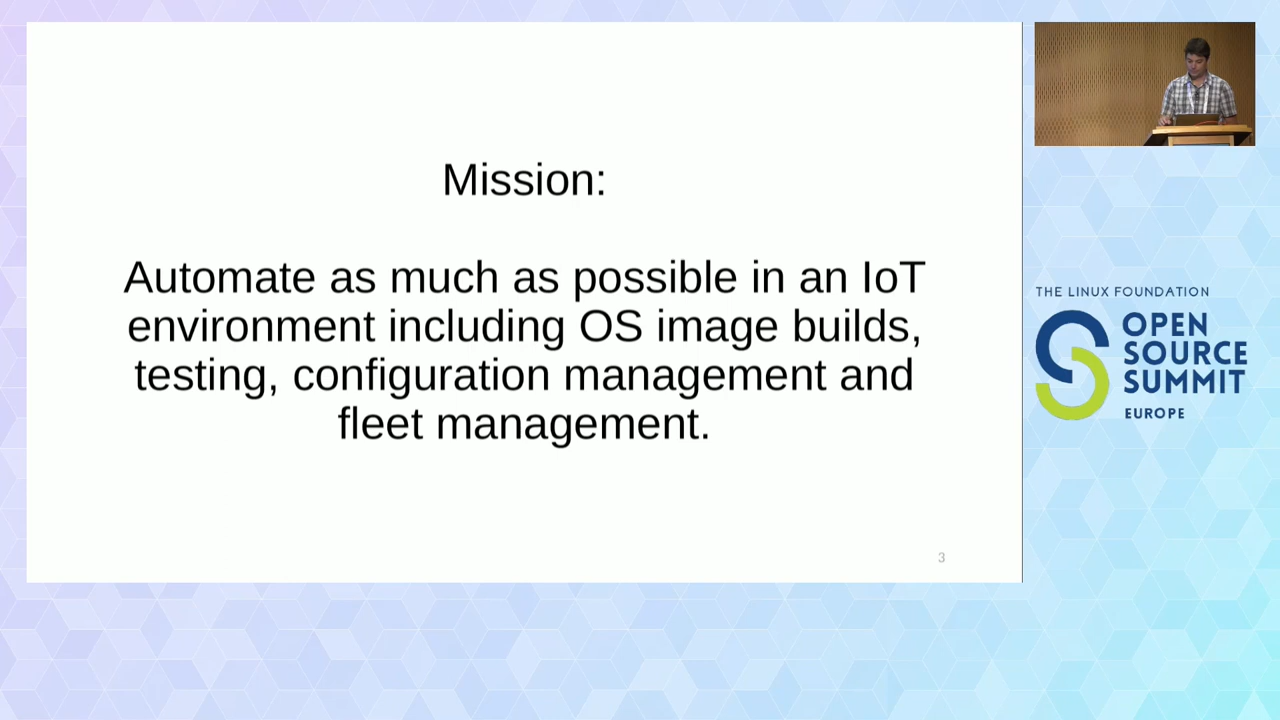 Mission:
Automate as much as possible in an IoT
environment including OS image builds,
testing, configuration management and
fleet management.
3
THE LINUX FOUNDATION
OPEN
SOURCE
SUMMIT
EUROPE